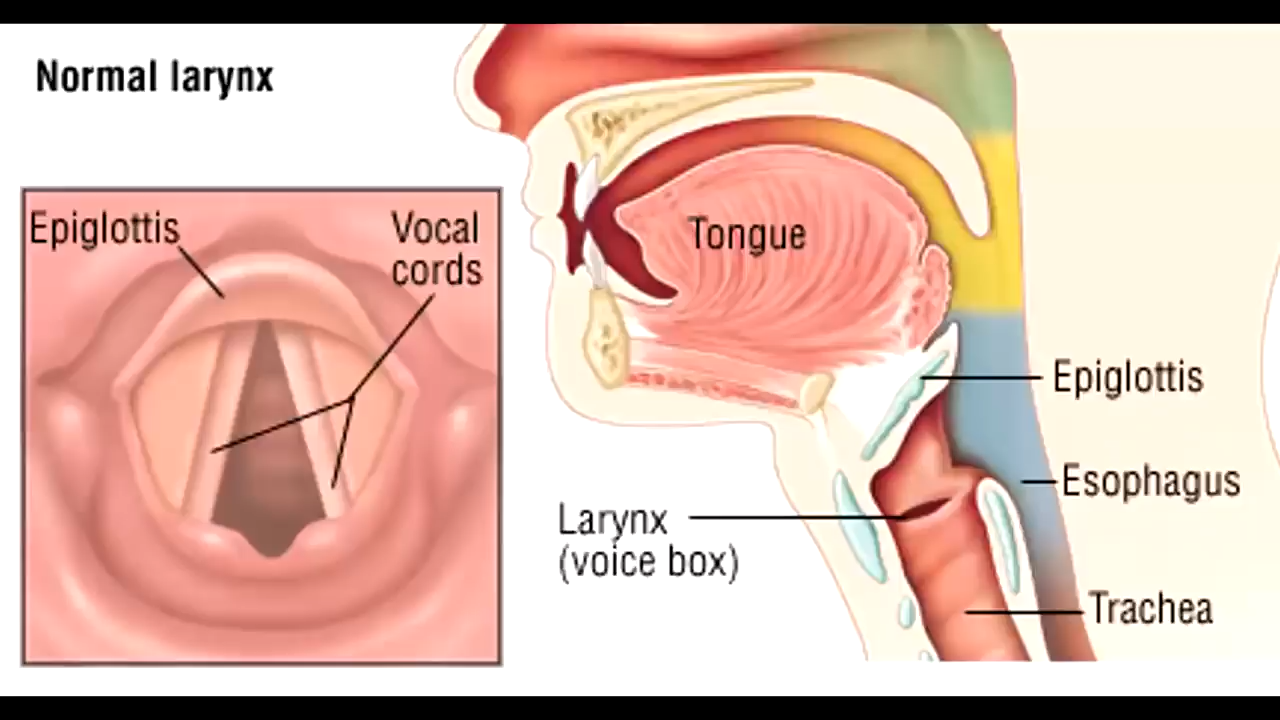 Normal larynx
Epiglottis
Vocal
cords
Tongue
Epiglottis
Esophagus
Larynx
(voice box)
Trachea